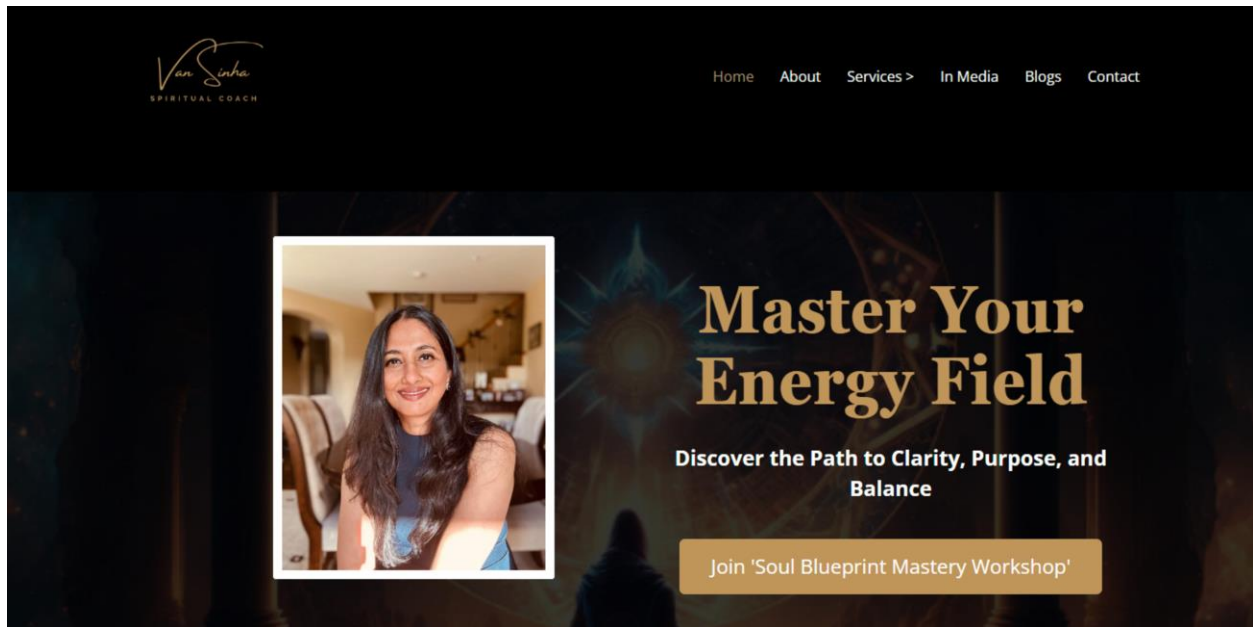 Van Sinha
SPIRITUAL COACH
Home About Services > In Media Blogs Contact
Master Your
Energy Field
Discover the Path to Clarity, Purpose, and
Balance
Join 'Soul Blueprint Mastery Workshop'